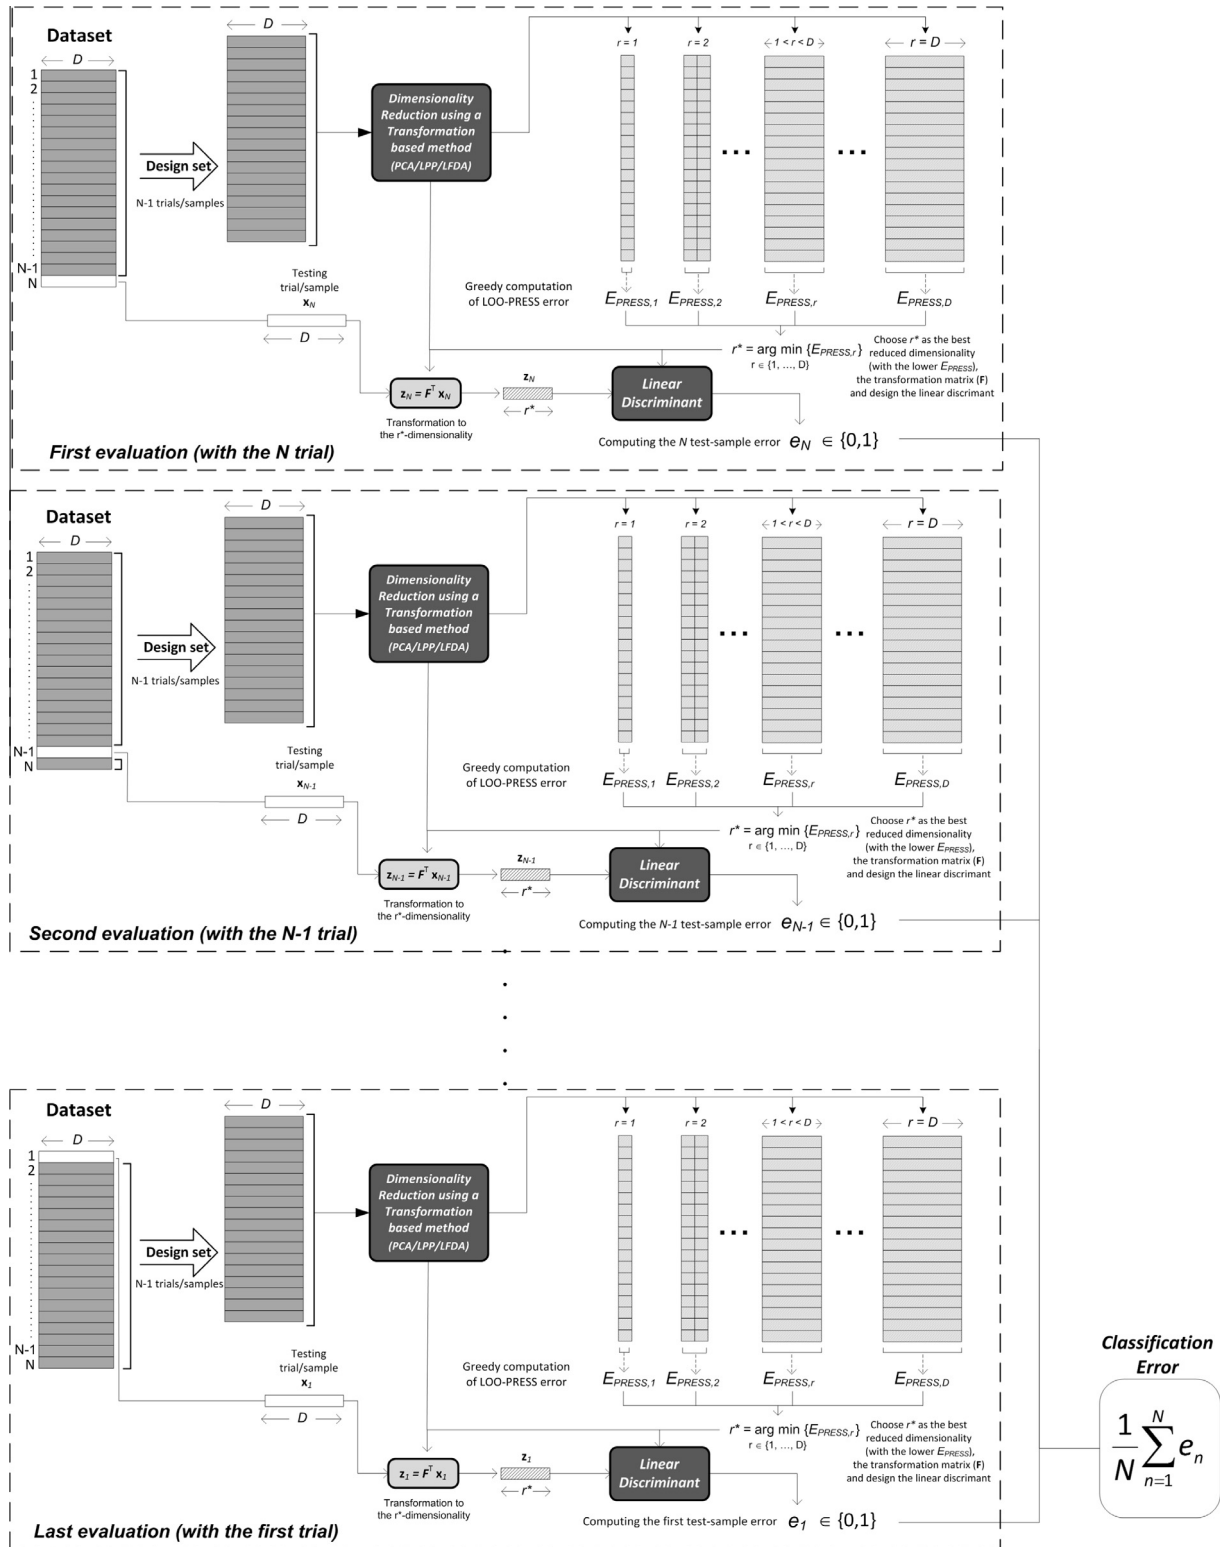 Dataset
D
1
2
N-1
N
Design set
N-1 trials/samples
D
Dimensionality
Reduction using a
Transformation
based method
(PCA/LPP/LFDA)
r = 1
r = 2
1 < r < D
r = D
...
...
Testing
trial/sample
x_N
D
Greedy computation
of LOO-PRESS error
E_PRESS,1
E_PRESS,2
E_PRESS,r
E_PRESS,D
r* = arg min {E_PRESS,r}
r ∈ {1, ..., D}
Choose r* as the best
reduced dimensionality
(with the lower E_PRESS),
the transformation matrix (F)
and design the linear discrimant
z_N = F^T x_N
Transformation to
the r*-dimensionality
z_N
r*
Linear
Discriminant
Computing the N test-sample error e_N ∈ {0,1}
First evaluation (with the N trial)
Dataset
D
1
2
N-1
N
Design set
N-1 trials/samples
D
Dimensionality
Reduction using a
Transformation
based method
(PCA/LPP/LFDA)
r = 1
r = 2
1 < r < D
r = D
...
...
Testing
trial/sample
x_N-1
D
Greedy computation
of LOO-PRESS error
E_PRESS,1
E_PRESS,2
E_PRESS,r
E_PRESS,D
r* = arg min {E_PRESS,r}
r ∈ {1, ..., D}
Choose r* as the best
reduced dimensionality
(with the lower E_PRESS),
the transformation matrix (F)
and design the linear discrimant
z_N-1 = F^T x_N-1
Transformation to
the r*-dimensionality
z_N-1
r*
Linear
Discriminant
Computing the N-1 test-sample error e_N-1 ∈ {0,1}
Second evaluation (with the N-1 trial)
Dataset
D
1
2
N-1
N
Design set
N-1 trials/samples
D
Dimensionality
Reduction using a
Transformation
based method
(PCA/LPP/LFDA)
r = 1
r = 2
1 < r < D
r = D
...
...
Testing
trial/sample
x_1
D
Greedy computation
of LOO-PRESS error
E_PRESS,1
E_PRESS,2
E_PRESS,r
E_PRESS,D
r* = arg min {E_PRESS,r}
r ∈ {1, ..., D}
Choose r* as the best
reduced dimensionality
(with the lower E_PRESS),
the transformation matrix (F)
and design the linear discrimant
z_1 = F^T x_1
Transformation to
the r*-dimensionality
z_1
r*
Linear
Discriminant
Computing the first test-sample error e_1 ∈ {0,1}
Last evaluation (with the first trial)
Classification
Error
1/N ∑_{n=1}^{N} e_n